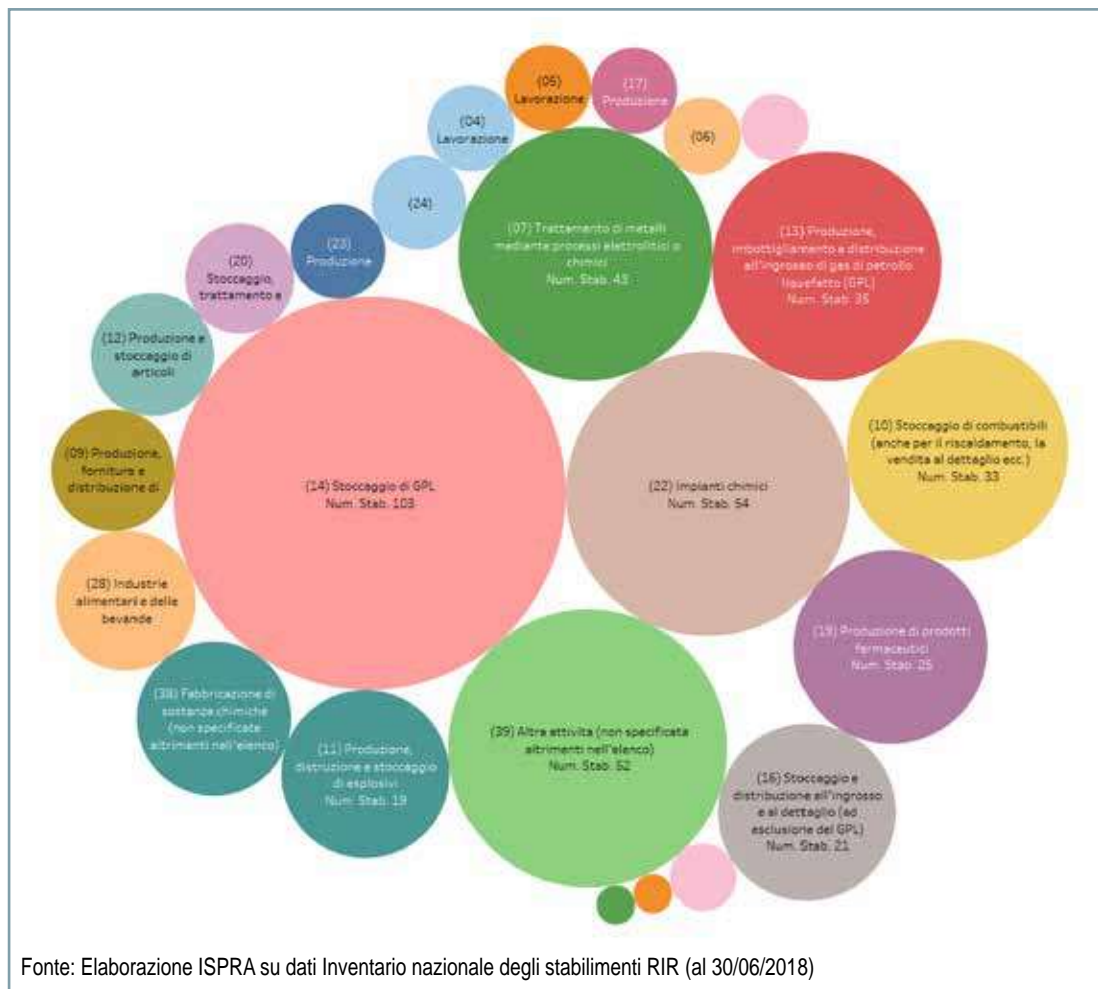 (05)
Lavorazione
(17)
Produzione
(04)
Lavorazione
(06)
(24)
(07) Trattamento di metalli
mediante processi elettrolitici o
chimici
Num. Stab. 43
(13) Produzione,
imbottigliamento e distribuzione
all'ingrosso di gas di petrolio
liquefatto (GPL)
Num. Stab. 35
(23)
Produzione
(20)
Stoccaggio,
trattamento e
(12) Produzione e
stoccaggio di
articoli
(10) Stoccaggio di combustibili
(anche per il riscaldamento, la
vendita al dettaglio ecc.)
Num. Stab. 33
(09) Produzione,
fornitura e
distribuzione di
(14) Stoccaggio di GPL
Num. Stab. 103
(22) Impianti chimici
Num. Stab. 54
(28) Industrie
alimentari e delle
bevande
(19) Produzione di prodotti
farmaceutici
Num. Stab. 25
(38) Fabbricazione di
sostanze chimiche
(non specificate
altrimenti nell'elenco)
(11) Produzione,
distruzione e stoccaggio
di esplosivi
Num. Stab. 19
(39) Altra attivita (non specificata
altrimenti nell'elenco)
Num. Stab. 52
(16) Stoccaggio e
distribuzione all'ingrosso
e al dettaglio (ad
esclusione del GPL)
Num. Stab. 21
Fonte: Elaborazione ISPRA su dati Inventario nazionale degli stabilimenti RIR (al 30/06/2018)